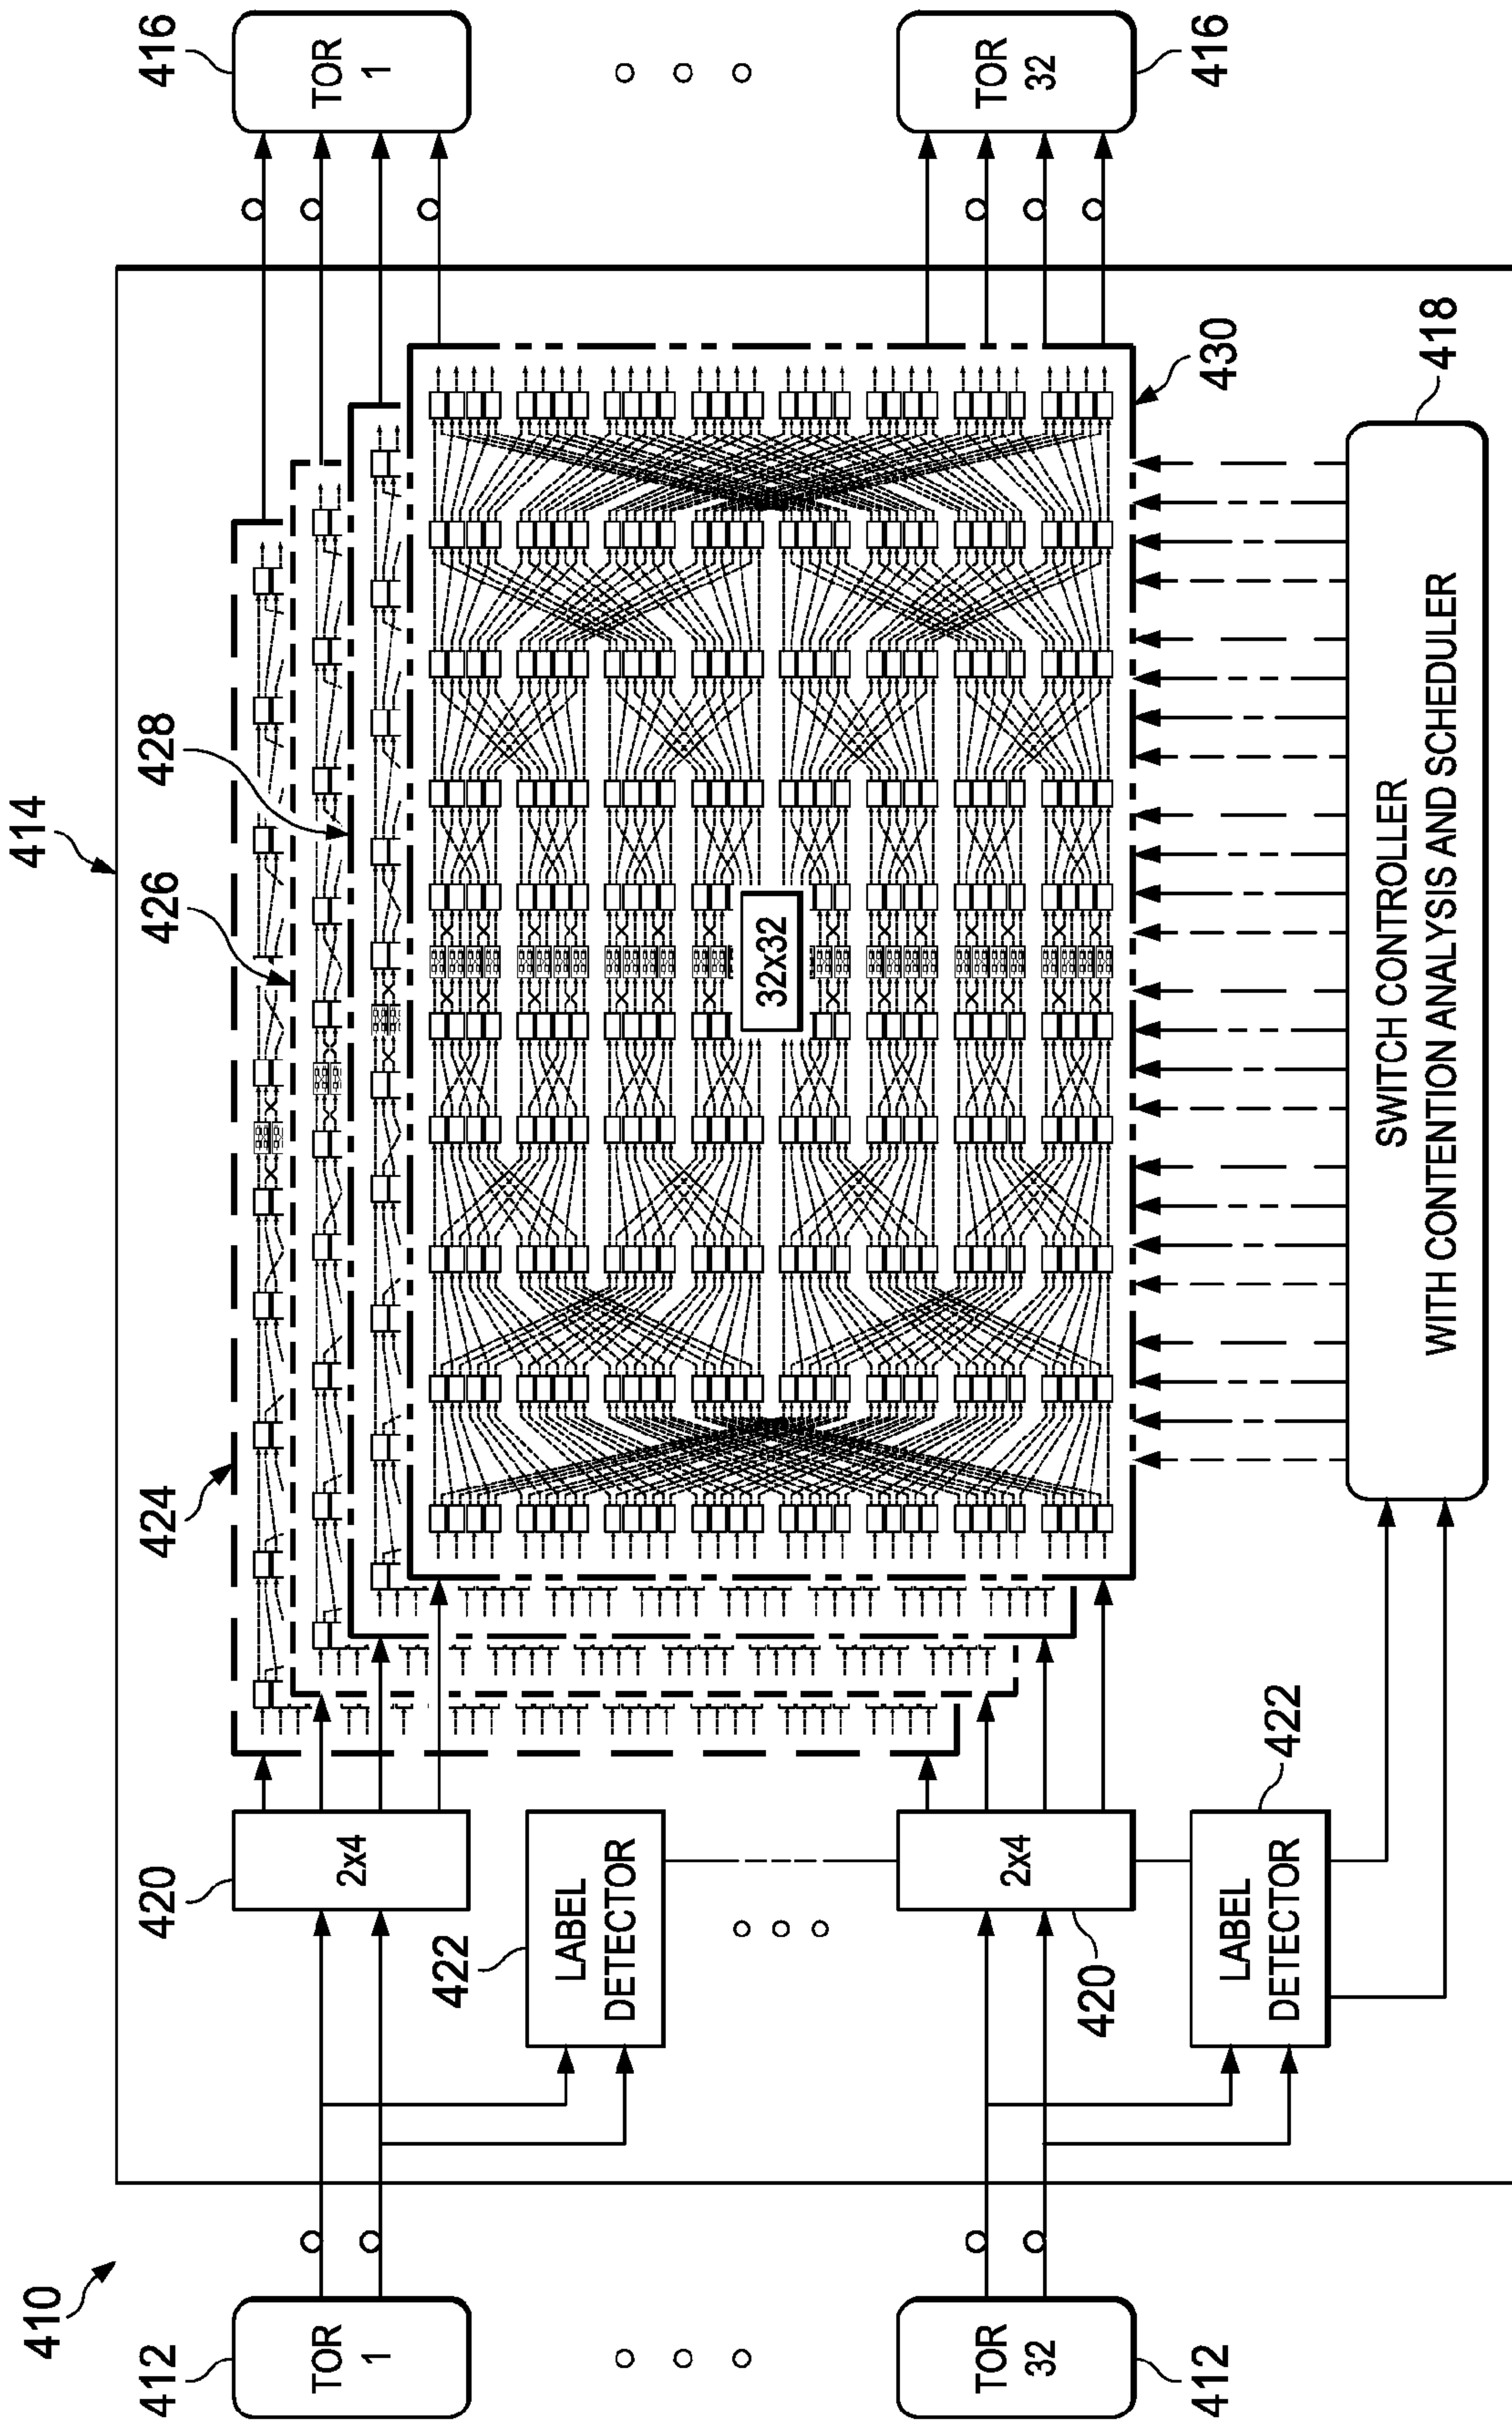 410
414
412
TOR
1
TOR
32
412
420
2x4
422
LABEL
DETECTOR
2x4
420
LABEL
DETECTOR
422
424
426
428
32x32
430
SWITCH CONTROLLER
WITH CONTENTION ANALYSIS AND SCHEDULER
418
416
TOR
1
TOR
32
416